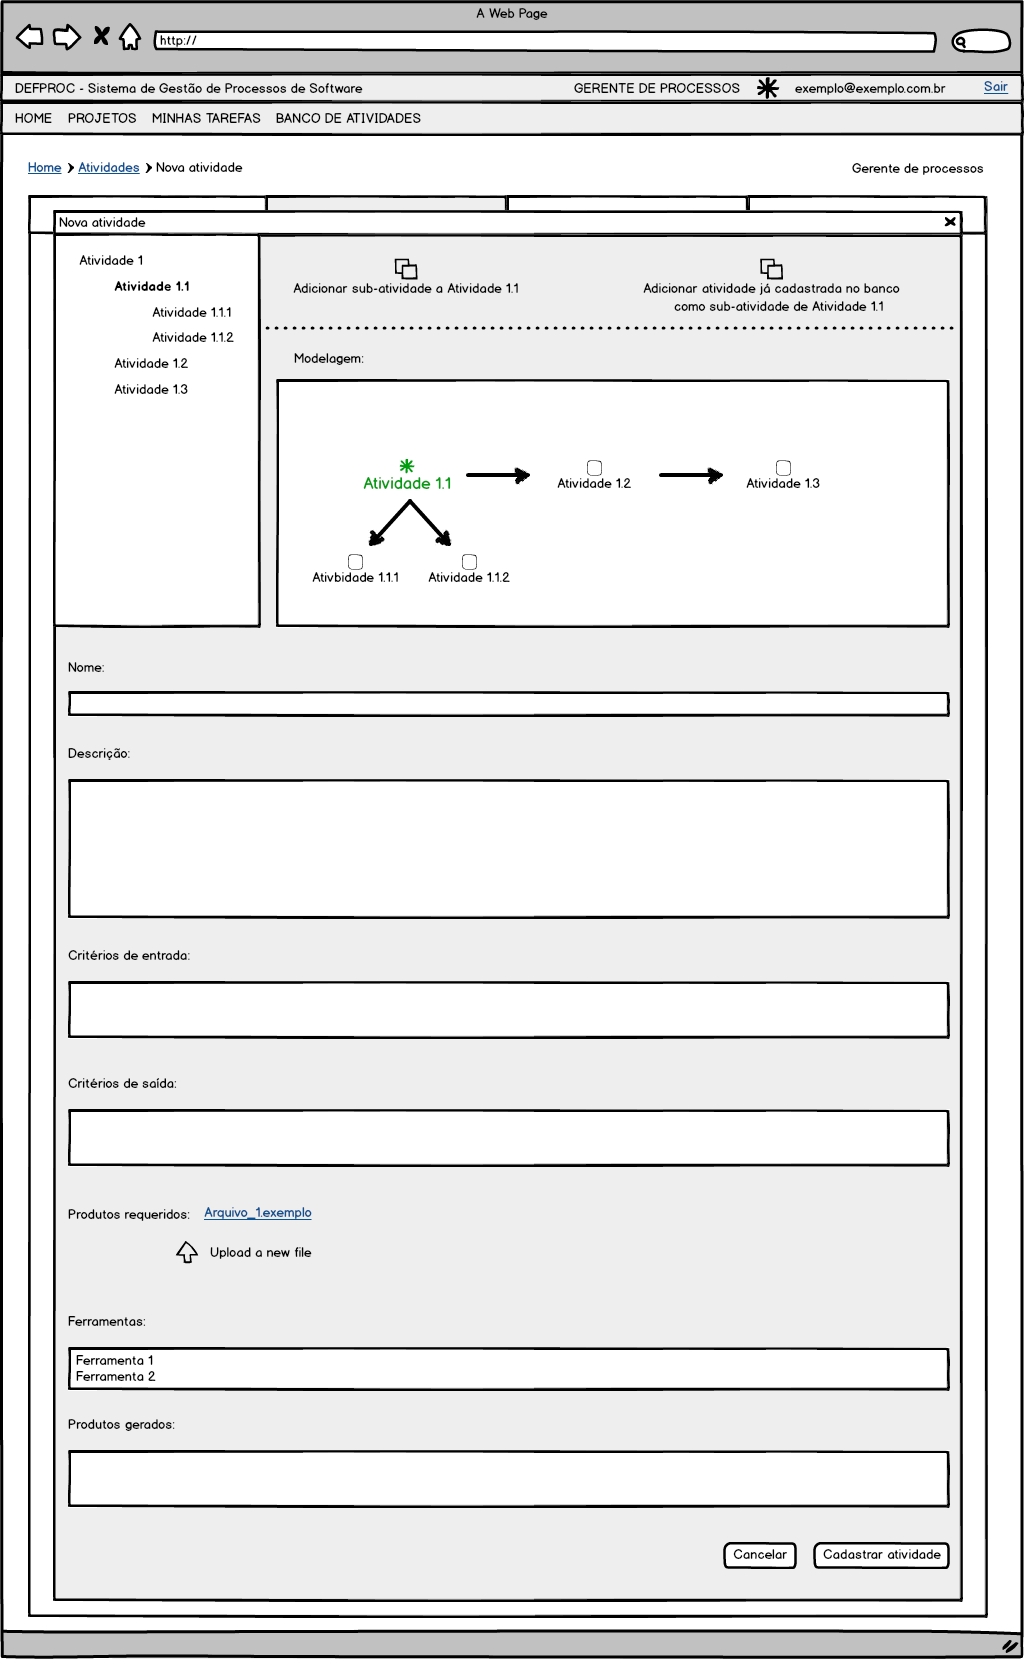 A Web Page
http://
DEFPROC - Sistema de Gestão de Processos de Software
GERENTE DE PROCESSOS
exemplo@exemplo.com.br
Sair
HOME PROJETOS MINHAS TAREFAS BANCO DE ATIVIDADES
Home Atividades Nova atividade
Gerente de processos
Nova atividade
Atividade 1
Atividade 1.1
Atividade 1.1.1
Atividade 1.1.2
Atividade 1.2
Atividade 1.3
Adicionar sub-atividade a Atividade 1.1
Adicionar atividade já cadastrada no banco
como sub-atividade de Atividade 1.1
Modelagem:
Atividade 1.1
Atividade 1.2
Atividade 1.3
Ativbidade 1.1.1
Atividade 1.1.2
Nome:
Descrição:
Critérios de entrada:
Critérios de saída:
Produtos requeridos: Arquivo_1.exemplo
Upload a new file
Ferramentas:
Ferramenta 1
Ferramenta 2
Produtos gerados:
Cancelar
Cadastrar atividade